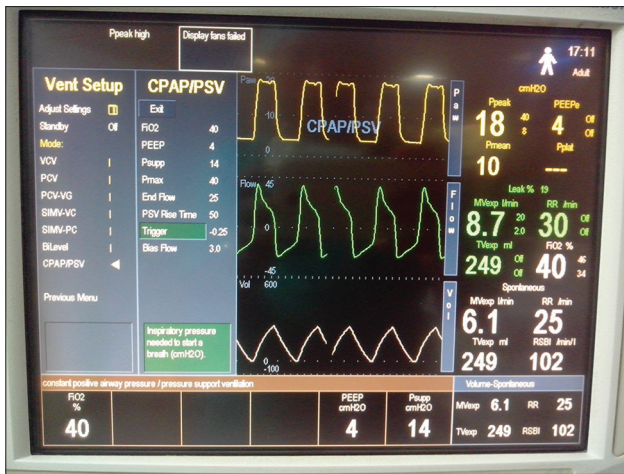 Ppeak high
Display fans failed
17:11
Adult
Vent Setup
Adjust Settings
Standby Off
Mode:
VCV
PCV
PCV-VG
SIMV-VC
SIMV-PC
BiLevel
CPAP/PSV
Previous Menu
CPAP/PSV
Exit
FiO2 40
PEEP 4
Psupp 14
Pmax 40
End Flow 25
PSV Rise Time 50
Trigger -0.25
Bias Flow 3.0
Inspiratory pressure
needed to start a
breath (cmH2O).
Paw 20
CPAP/PSV
0
Flow 45
0
-45
Vol 600
0
-100
Paw
Flow
Vol
cmH2O
Ppeak PEEPe
18 40 8 4 Off Off
Pmean Pplat
10 ---
Leak % 19
MVexp l/min RR /min
8.7 20 2.0 30 Off Off
TVexp ml FiO2 %
249 Off Off 40 46 34
Spontaneous
MVexp l/min RR /min
6.1 25
TVexp ml RSBI /min/l
249 102
constant positive airway pressure / pressure support ventilation
FiO2
%
40
PEEP
cmH2O
4
Psupp
cmH2O
14
Volume-Spontaneous
MVexp 6.1 RR 25
TVexp 249 RSBI 102